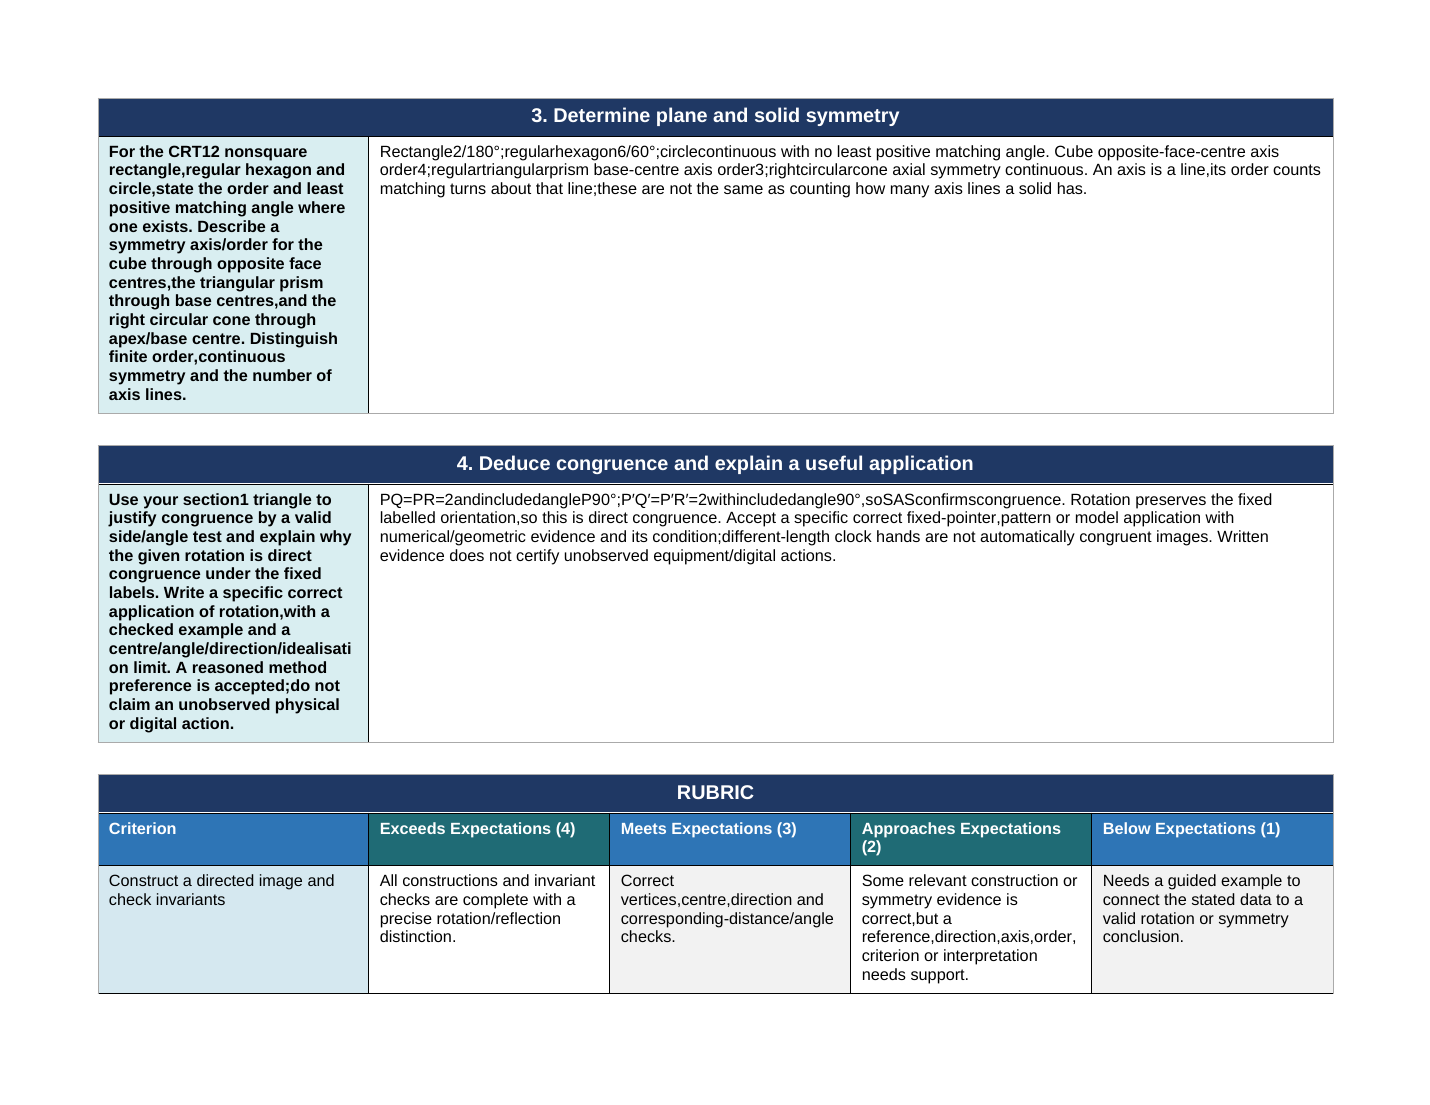 3. Determine plane and solid symmetry
For the CRT12 nonsquare
rectangle,regular hexagon and
circle,state the order and least
positive matching angle where
one exists. Describe a
symmetry axis/order for the
cube through opposite face
centres,the triangular prism
through base centres,and the
right circular cone through
apex/base centre. Distinguish
finite order,continuous
symmetry and the number of
axis lines.
Rectangle2/180°;regularhexagon6/60°;circlecontinuous with no least positive matching angle. Cube opposite-face-centre axis
order4;regulartriangularprism base-centre axis order3;rightcircularcone axial symmetry continuous. An axis is a line,its order counts
matching turns about that line;these are not the same as counting how many axis lines a solid has.
4. Deduce congruence and explain a useful application
Use your section1 triangle to
justify congruence by a valid
side/angle test and explain why
the given rotation is direct
congruence under the fixed
labels. Write a specific correct
application of rotation,with a
checked example and a
centre/angle/direction/idealisati
on limit. A reasoned method
preference is accepted;do not
claim an unobserved physical
or digital action.
PQ=PR=2andincludedangleP90°;P′Q′=P′R′=2withincludedangle90°,soSASconfirmscongruence. Rotation preserves the fixed
labelled orientation,so this is direct congruence. Accept a specific correct fixed-pointer,pattern or model application with
numerical/geometric evidence and its condition;different-length clock hands are not automatically congruent images. Written
evidence does not certify unobserved equipment/digital actions.
RUBRIC
Criterion
Exceeds Expectations (4)
Meets Expectations (3)
Approaches Expectations
(2)
Below Expectations (1)
Construct a directed image and
check invariants
All constructions and invariant
checks are complete with a
precise rotation/reflection
distinction.
Correct
vertices,centre,direction and
corresponding-distance/angle
checks.
Some relevant construction or
symmetry evidence is
correct,but a
reference,direction,axis,order,
criterion or interpretation
needs support.
Needs a guided example to
connect the stated data to a
valid rotation or symmetry
conclusion.